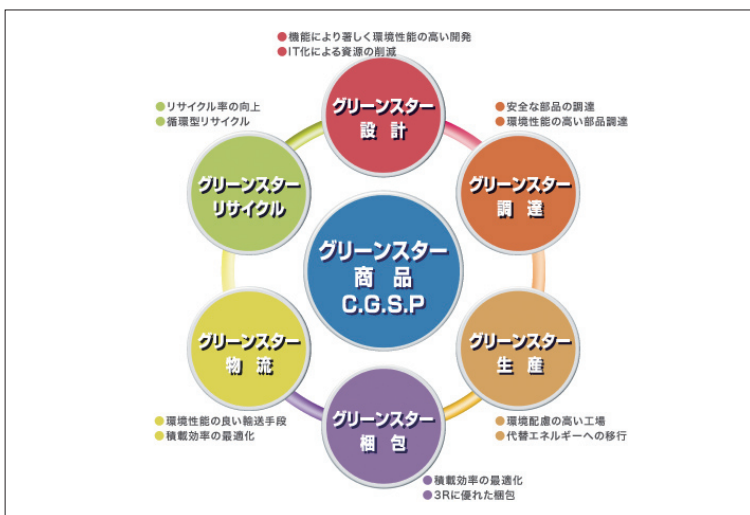 ●機能により著しく環境性能の高い開発
●IT化による資源の削減
グリーンスター
設計
●安全な部品の調達
●環境性能の高い部品調達
グリーンスター
調達
グリーンスター
生産
●環境配慮の高い工場
●代替エネルギーへの移行
グリーンスター
梱包
●積載効率の最適化
●3Rに優れた梱包
グリーンスター
物流
●環境性能の良い輸送手段
●積載効率の最適化
●リサイクル率の向上
●循環型リサイクル
グリーンスター
リサイクル
グリーンスター
商品
C.G.S.P